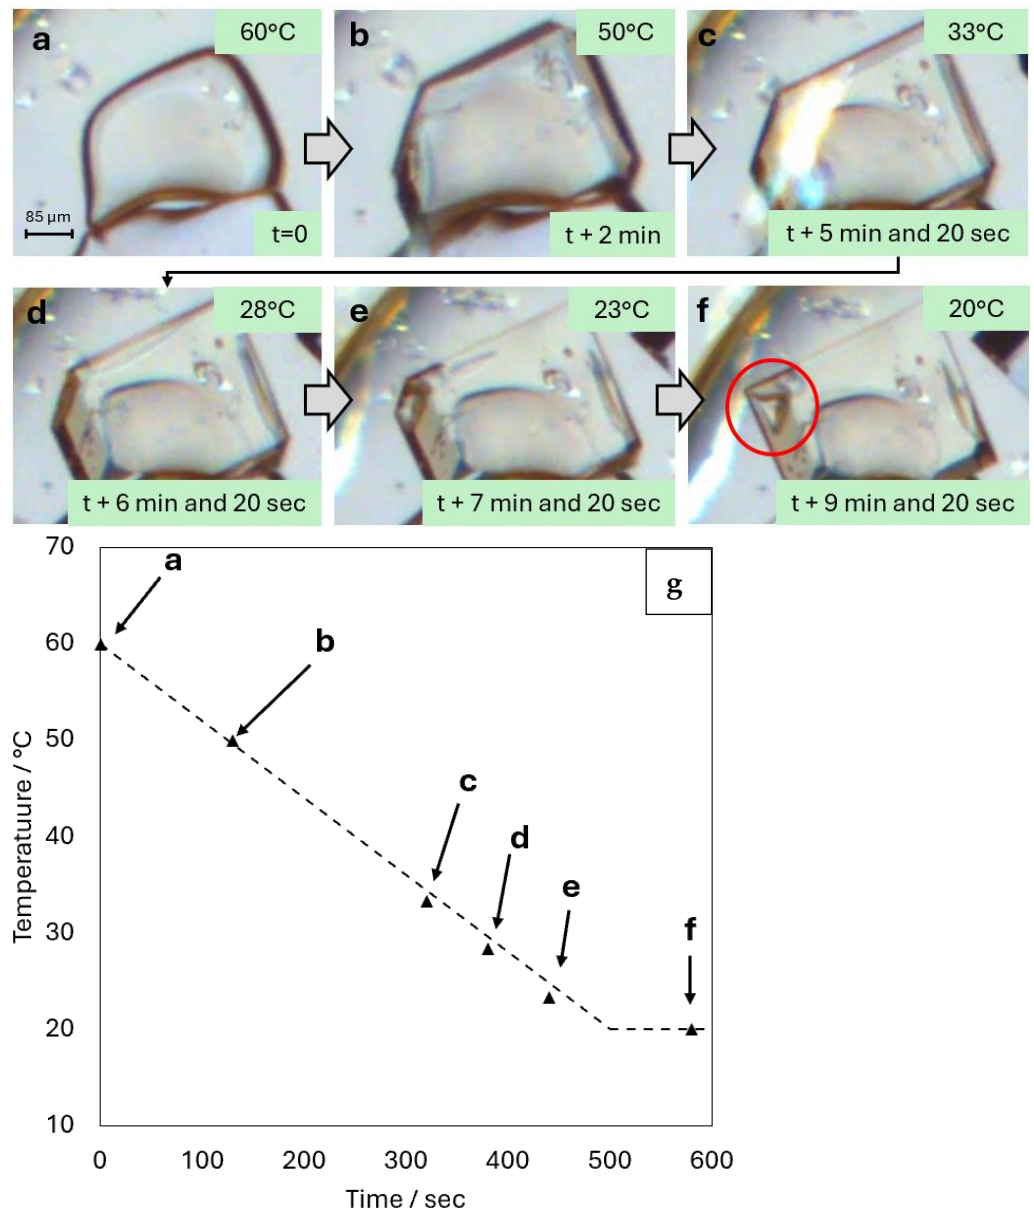 a
60°C
b
50°C
c
33°C
85 µm
t=0
t + 2 min
t + 5 min and 20 sec
d
28°C
e
23°C
f
20°C
t + 6 min and 20 sec
t + 7 min and 20 sec
t + 9 min and 20 sec
70
60
50
40
30
20
10
Temperatuure / °C
a
b
c
d
e
f
g
0
100
200
300
400
500
600
Time / sec